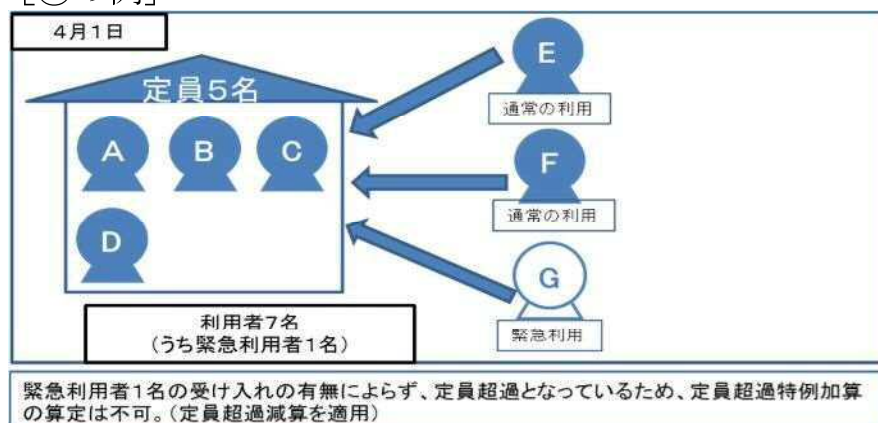 4月1日
定員5名
A
B
C
D
E
通常の利用
F
通常の利用
G
緊急利用
利用者7名
(うち緊急利用者1名)
緊急利用者1名の受け入れの有無によらず、定員超過となっているため、定員超過特例加算
の算定は不可。(定員超過減算を適用)